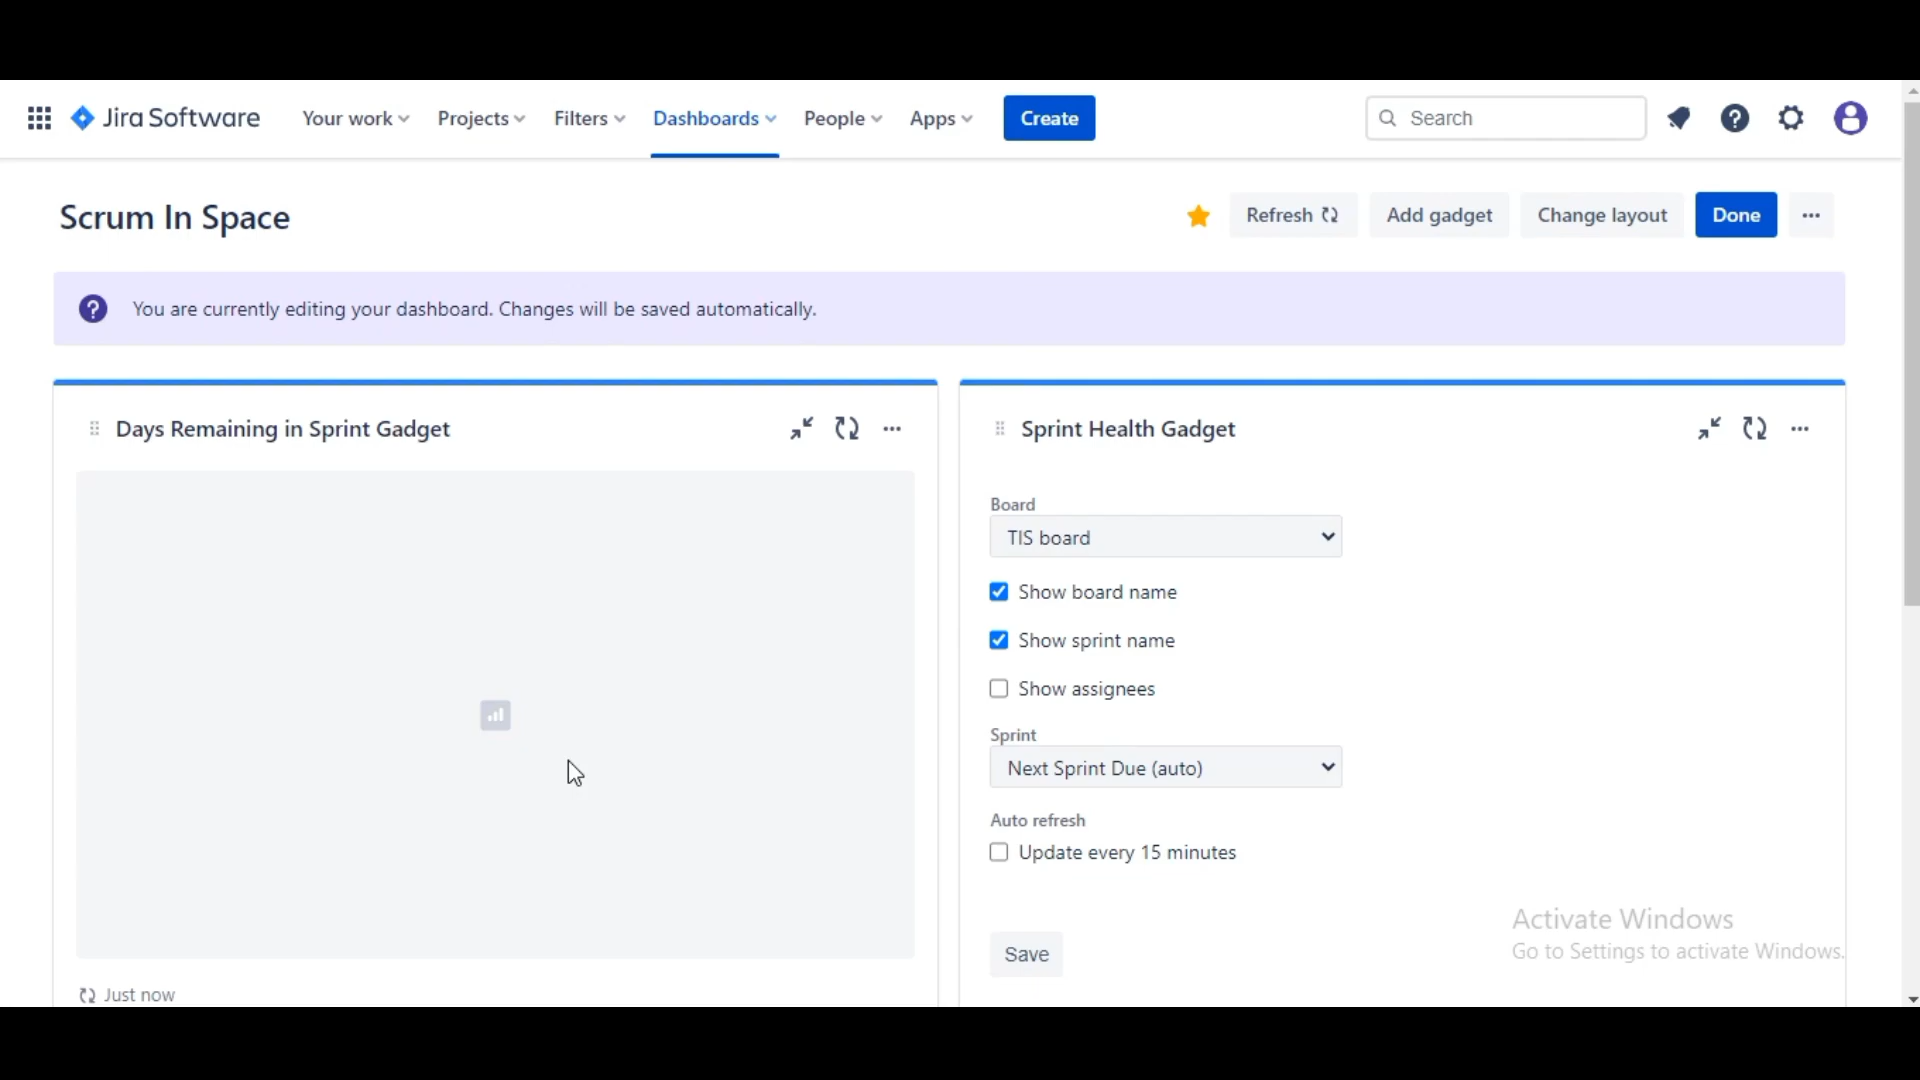 Jira Software Your work Projects Filters Dashboards People Apps Create Search
Scrum In Space Refresh Add gadget Change layout Done
You are currently editing your dashboard. Changes will be saved automatically.
Days Remaining in Sprint Gadget
Just now
Sprint Health Gadget
Board
TIS board
Show board name
Show sprint name
Show assignees
Sprint
Next Sprint Due (auto)
Auto refresh
Update every 15 minutes
Save
Activate Windows
Go to Settings to activate Windows.